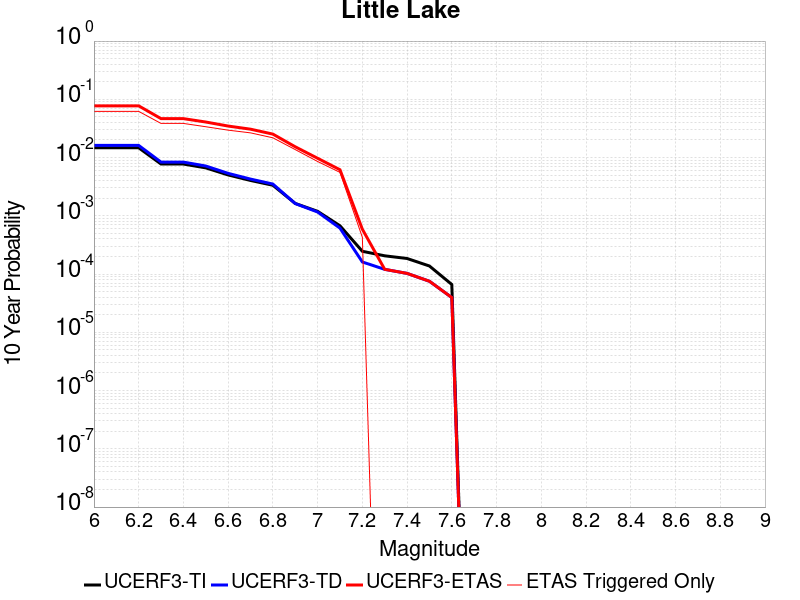 Little Lake
10 Year Probability
10^0
10^-1
10^-2
10^-3
10^-4
10^-5
10^-6
10^-7
10^-8
6 6.2 6.4 6.6 6.8 7 7.2 7.4 7.6 7.8 8 8.2 8.4 8.6 8.8 9
Magnitude
UCERF3-TI UCERF3-TD UCERF3-ETAS ETAS Triggered Only